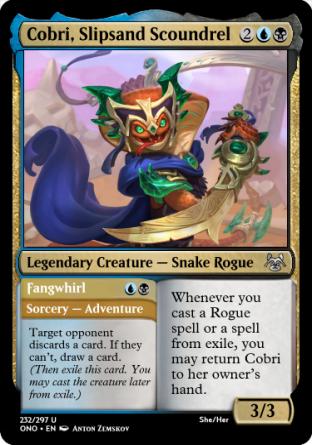 Cobri, Slipsand Scoundrel 2
Legendary Creature — Snake Rogue
Fangwhirl
Sorcery — Adventure
Target opponent
discards a card. If they
can't, draw a card.
(Then exile this card. You
may cast the creature later
from exile.)
Whenever you
cast a Rogue
spell or a spell
from exile, you
may return Cobri
to her owner's
hand.
3/3
232/297 U
ONO • EN Anton Zemskov
She/Her